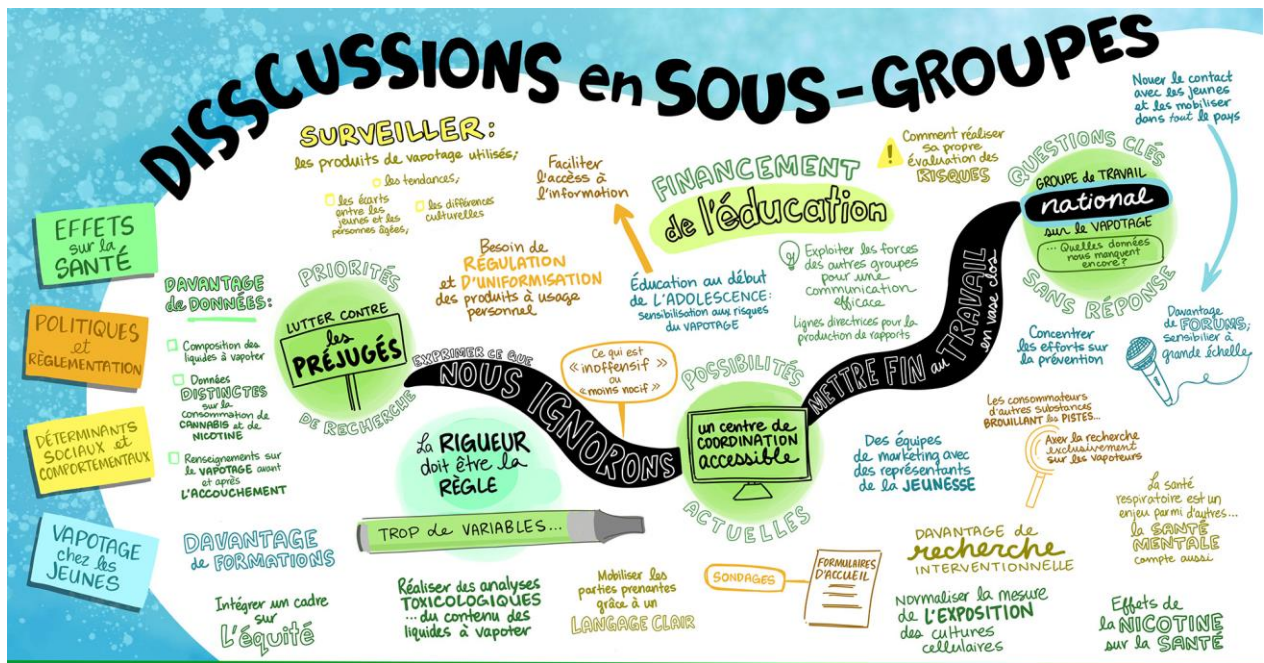 DISSCUSSIONS en SOUS-GROUPES
EFFETS
sur la
SANTÉ
POLITIQUES
et
RÈGLEMENTATION
DÉTERMINANTS
SOCIAUX et
COMPORTEMENTAUX
VAPOTAGE
chez les
JEUNES
SURVEILLER :
les produits de vapotage utilisés;
les tendances,
les écarts
entre les
jeunes et les
personnes âgées,
les différences
culturelles
DAVANTAGE
de DONNÉES :
Composition des
liquides à vapoter
Données
DISTINCTES
sur la
consommation de
CANNABIS et de
NICOTINE
Renseignements sur
le VAPOTAGE avant
et après
L'ACCOUCHEMENT
PRIORITÉS
LUTTER CONTRE
les
PRÉJUGÉS
DE RECHERCHE
Besoin de
RÉGULATION
et D'UNIFORMISATION
des produits à usage
personnel
Faciliter
l'accès à
l'information
Éducation au début
de L'ADOLESCENCE :
sensibilisation aux risques
du VAPOTAGE
FINANCEMENT
de l'éducation
Exploiter les forces
des autres groupes
pour une
communication
efficace
Lignes directrices pour la
production de rapports
Comment réaliser
sa propre
évaluation des
RISQUES
QUESTIONS CLÉS
GROUPE DE TRAVAIL
national
sur le VAPOTAGE
... Quelles données
nous manquent
encore ?
SANS RÉPONSE
Nouer le contact
avec les jeunes
et les mobiliser
dans tout le pays
Davantage
de FORUMS;
sensibiliser à
grande échelle
Concentrer
les efforts sur
la prévention
EXPRIMER CE QUE
NOUS IGNORONS
Ce qui est
« inoffensif »
ou
« moins nocif »
POSSIBILITÉS
un centre de
COORDINATION
accessible
ACTUELLES
METTRE FIN au TRAVAIL
en vase clos
La RIGUEUR
doit être la
RÈGLE
TROP de VARIABLES...
DAVANTAGE
de FORMATIONS
Intégrer un cadre
sur
L'équité
Réaliser des analyses
TOXICOLOGIQUES
... du contenu des
liquides à vapoter
Mobiliser les
parties prenantes
grâce à un
LANGAGE CLAIR
SONDAGES
FORMULAIRES
D'ACCUEIL
Des équipes
de marketing avec
des représentants
de la JEUNESSE
Les consommateurs
d'autres substances
BROUILLANT les PISTES...
Axer la recherche
exclusivement
sur les vapoteurs
DAVANTAGE de
recherche
INTERVENTIONNELLE
NORMALISER la MESURE
de L'EXPOSITION
des cultures
cellulaires
La santé
respiratoire est un
enjeu parmi d'autres...
la SANTÉ
MENTALE
compte aussi
Effets de
la NICOTINE
sur la SANTÉ